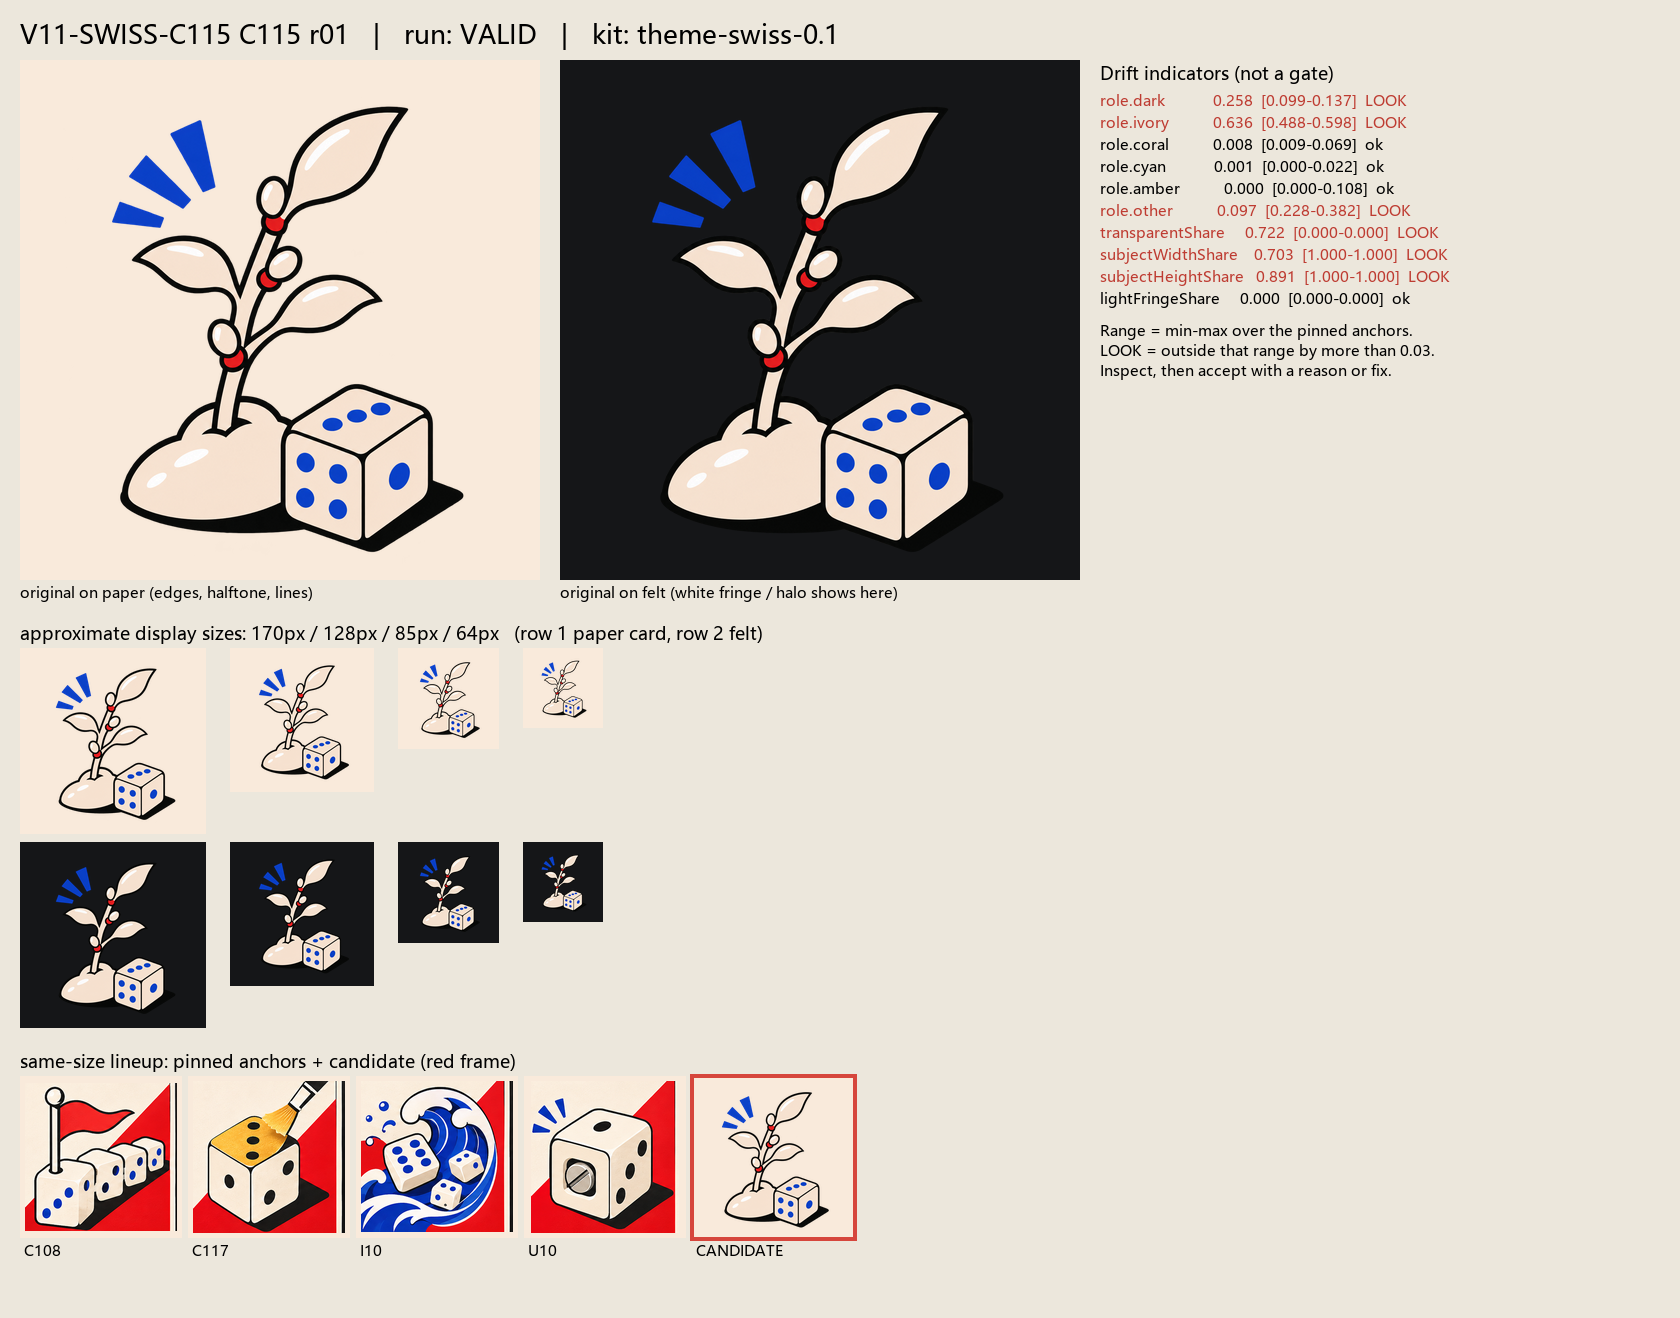 V11-SWISS-C115 C115 r01 | run: VALID | kit: theme-swiss-0.1
Drift indicators (not a gate)
role.dark 0.258 [0.099-0.137] LOOK
role.ivory 0.636 [0.488-0.598] LOOK
role.coral 0.008 [0.009-0.069] ok
role.cyan 0.001 [0.000-0.022] ok
role.amber 0.000 [0.000-0.108] ok
role.other 0.097 [0.228-0.382] LOOK
transparentShare 0.722 [0.000-0.000] LOOK
subjectWidthShare 0.703 [1.000-1.000] LOOK
subjectHeightShare 0.891 [1.000-1.000] LOOK
lightFringeShare 0.000 [0.000-0.000] ok
Range = min-max over the pinned anchors.
LOOK = outside that range by more than 0.03.
Inspect, then accept with a reason or fix.
original on paper (edges, halftone, lines)
original on felt (white fringe / halo shows here)
approximate display sizes: 170px / 128px / 85px / 64px (row 1 paper card, row 2 felt)
same-size lineup: pinned anchors + candidate (red frame)
C108
C117
I10
U10
CANDIDATE